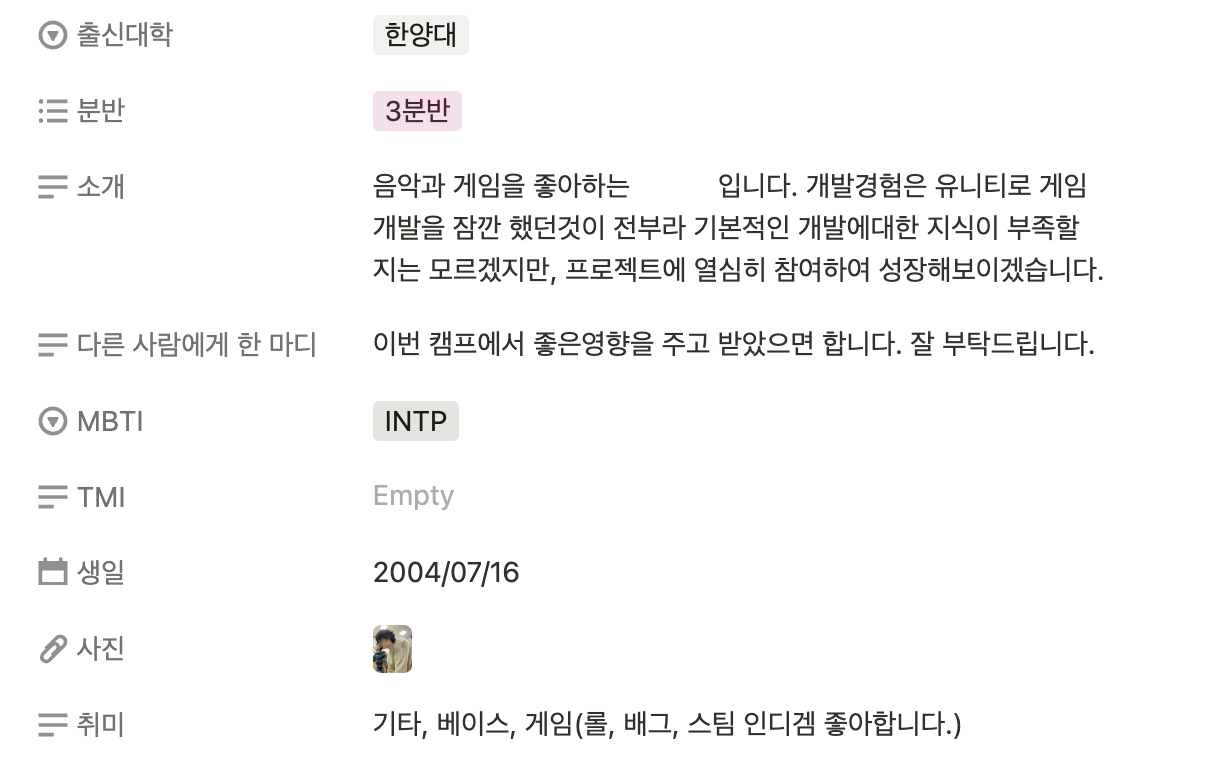 출신대학 한양대
분반 3분반
소개 음악과 게임을 좋아하는 입니다. 개발경험은 유니티로 게임
개발을 잠깐 했던것이 전부라 기본적인 개발에대한 지식이 부족할
지는 모르겠지만, 프로젝트에 열심히 참여하여 성장해보이겠습니다.
다른 사람에게 한 마디 이번 캠프에서 좋은영향을 주고 받았으면 합니다. 잘 부탁드립니다.
MBTI INTP
TMI Empty
생일 2004/07/16
사진
취미 기타, 베이스, 게임(롤, 배그, 스팀 인디겜 좋아합니다.)